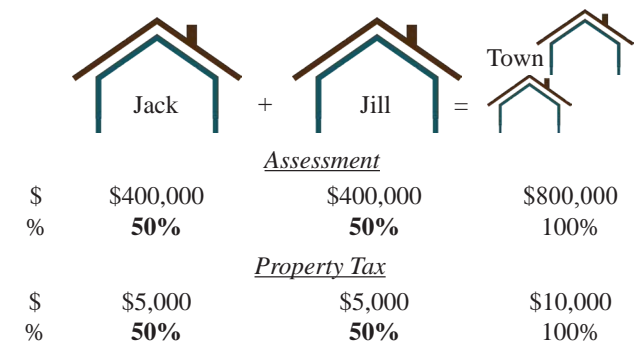 Town
Jack + Jill =
Assessment
$ $400,000 $400,000 $800,000
% 50% 50% 100%
Property Tax
$ $5,000 $5,000 $10,000
% 50% 50% 100%